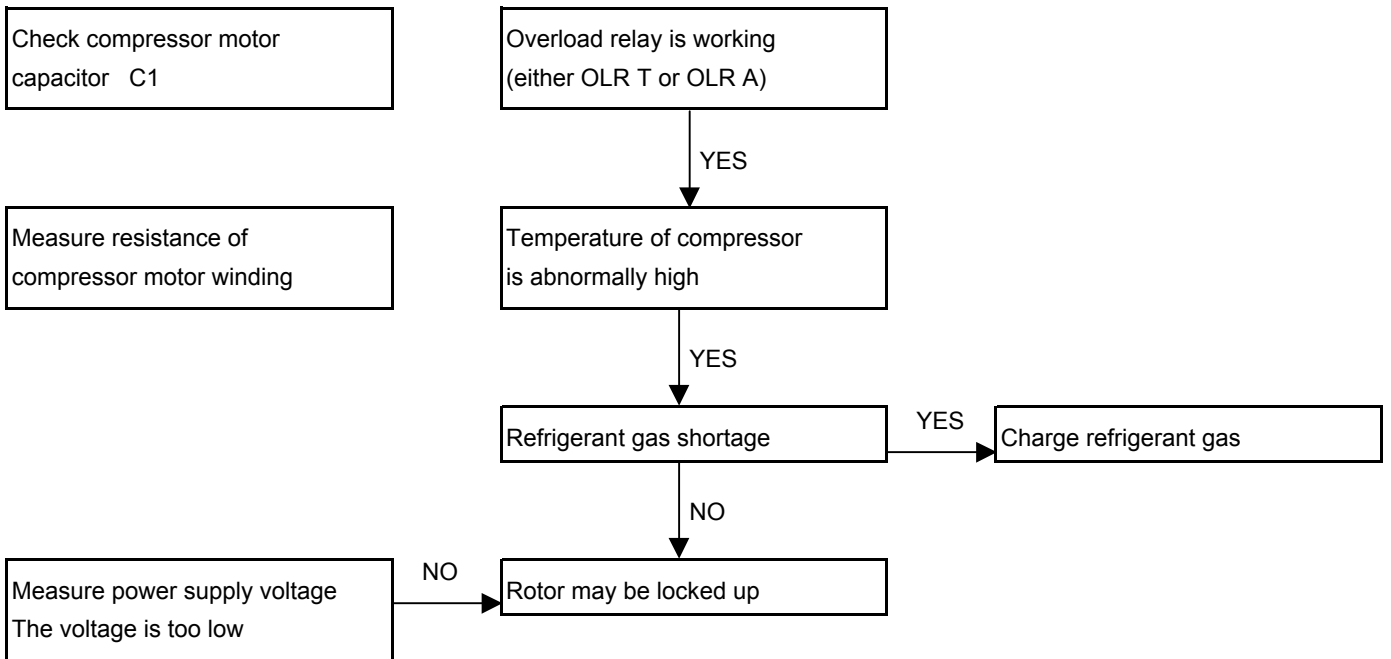 Check compressor motor
capacitor C1
Overload relay is working
(either OLR T or OLR A)
YES
Measure resistance of
compressor motor winding
Temperature of compressor
is abnormally high
YES
Refrigerant gas shortage
YES
Charge refrigerant gas
NO
Measure power supply voltage
The voltage is too low
NO
Rotor may be locked up